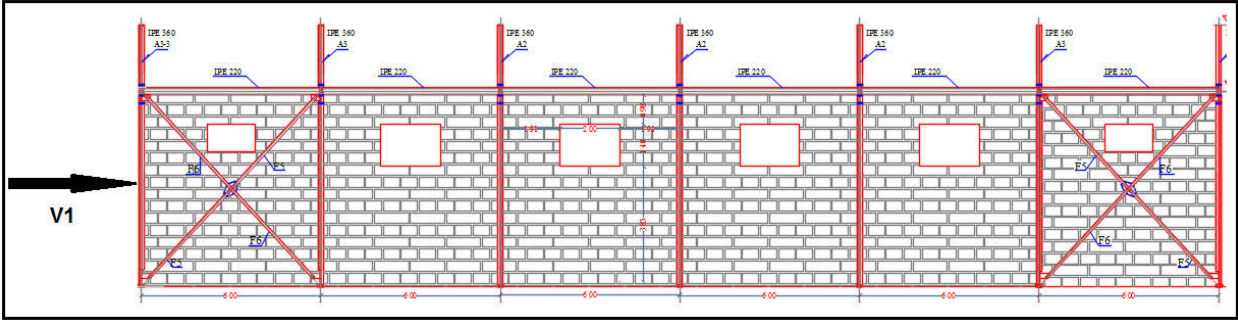 IPE 360 IPE 360 IPE 360 IPE 360 IPE 360 IPE 360
A3-3 A3 A2 A2 A2 A3
IPE 220 IPE 220 IPE 220 IPE 220 IPE 220 IPE 220
2.00
F6 F5 F5 F6
V1
F6 F6
F5 F5
6.00 6.00 6.00 6.00 6.00 6.00